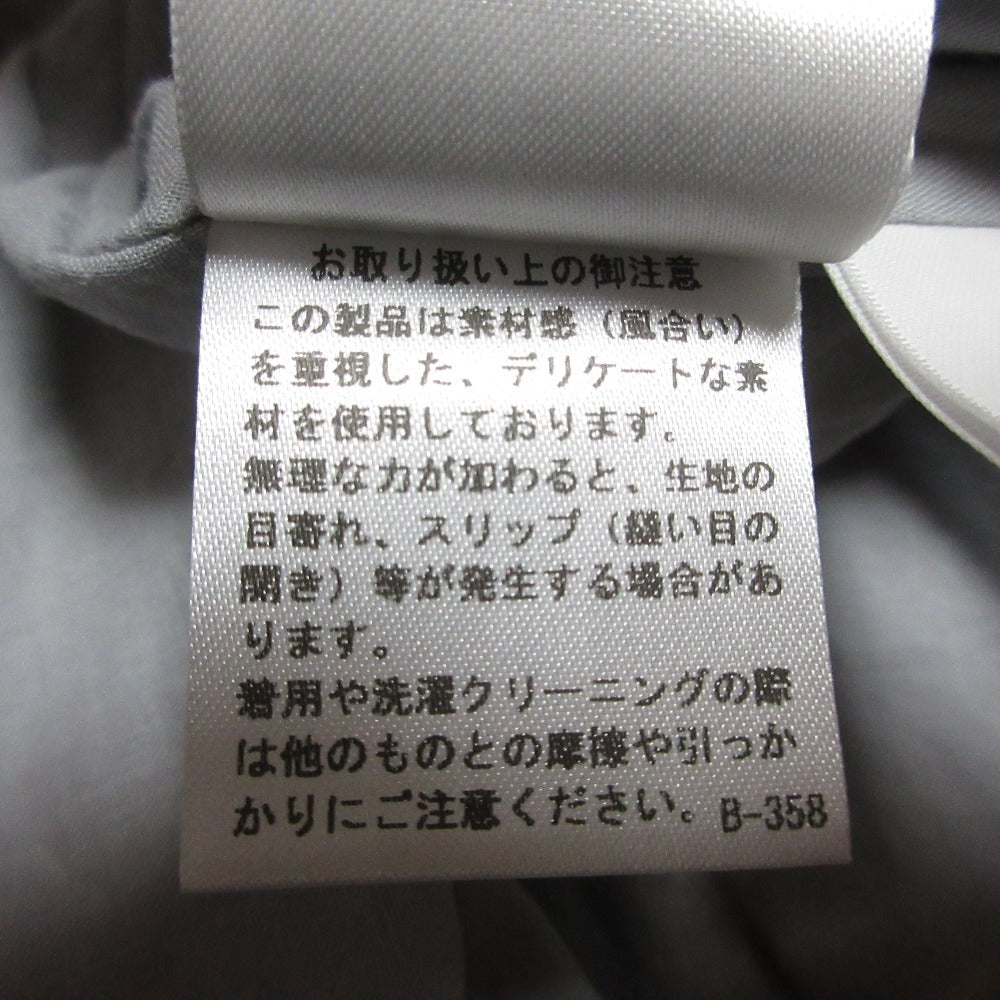 お取り扱い上の御注意
この製品は素材感（風合い）
を重視した、デリケートな素
材を使用しております。
無理な力が加わると、生地の
目寄れ、スリップ（縫い目の
開き）等が発生する場合があ
ります。
着用や洗濯クリーニングの際
は他のものとの摩擦や引っか
かりにご注意ください。 B-358